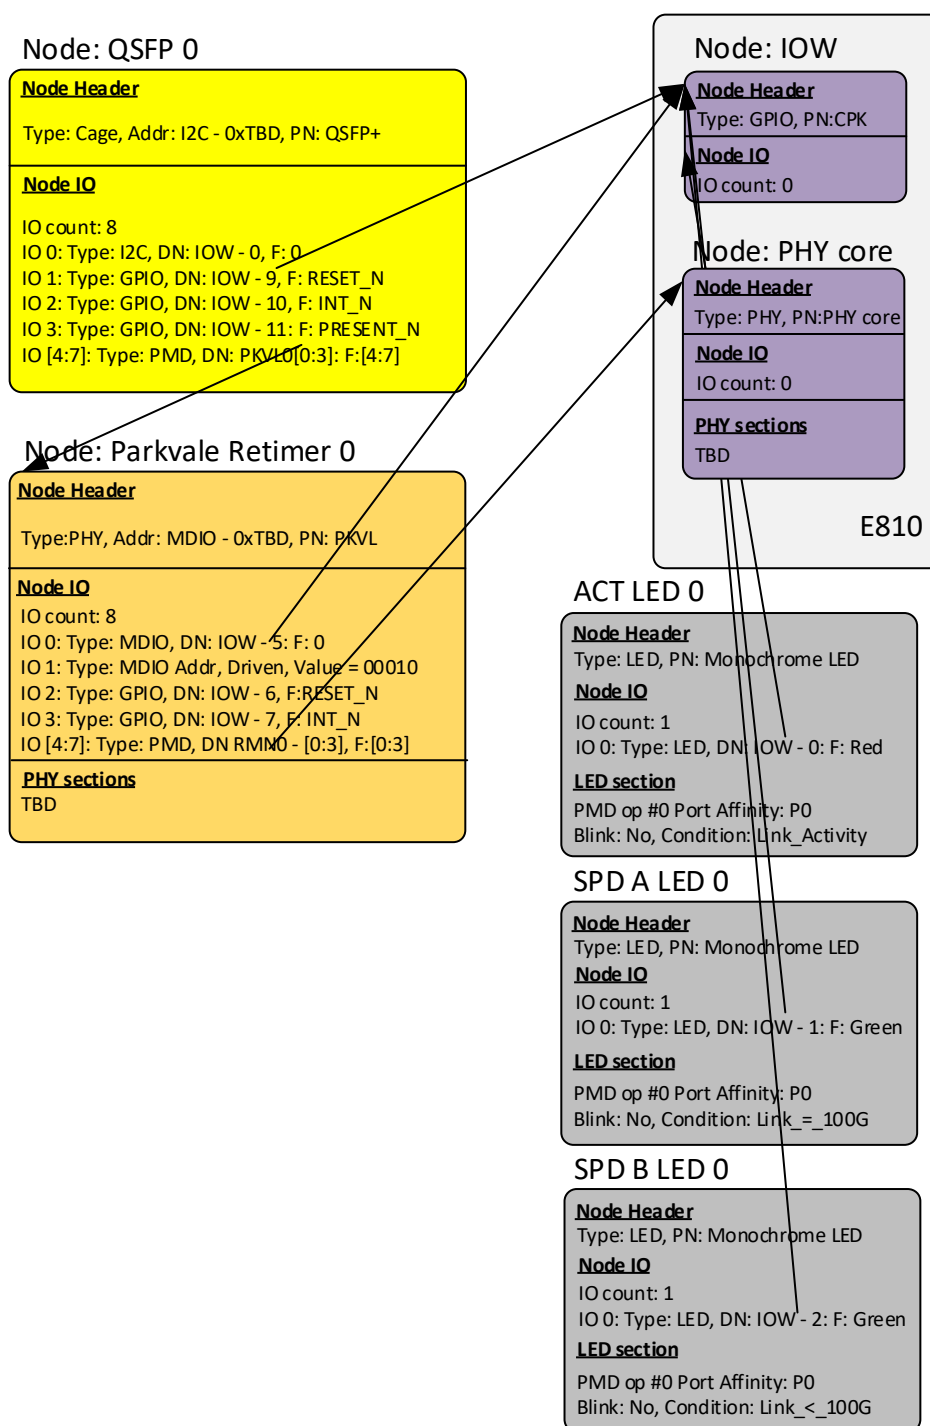 Node: QSFP 0
Node Header
Type: Cage, Addr: I2C - 0xTBD, PN: QSFP+
Node IO
IO count: 8
IO 0: Type: I2C, DN: IOW - 0, F: 0
IO 1: Type: GPIO, DN: IOW - 9, F: RESET_N
IO 2: Type: GPIO, DN: IOW - 10, F: INT_N
IO 3: Type: GPIO, DN: IOW - 11: F: PRESENT_N
IO [4:7]: Type: PMD, DN: PKVL0[0:3]: F:[4:7]
Node: Parkvale Retimer 0
Node Header
Type:PHY, Addr: MDIO - 0xTBD, PN: PKVL
Node IO
IO count: 8
IO 0: Type: MDIO, DN: IOW - 5: F: 0
IO 1: Type: MDIO Addr, Driven, Value = 00010
IO 2: Type: GPIO, DN: IOW - 6, F:RESET_N
IO 3: Type: GPIO, DN: IOW - 7, F: INT_N
IO [4:7]: Type: PMD, DN RMN0 - [0:3], F:[0:3]
PHY sections
TBD
Node: IOW
Node Header
Type: GPIO, PN:CPK
Node IO
IO count: 0
Node: PHY core
Node Header
Type: PHY, PN:PHY core
Node IO
IO count: 0
PHY sections
TBD
E810
ACT LED 0
Node Header
Type: LED, PN: Monochrome LED
Node IO
IO count: 1
IO 0: Type: LED, DN: IOW - 0: F: Red
LED section
PMD op #0 Port Affinity: P0
Blink: No, Condition: Link_Activity
SPD A LED 0
Node Header
Type: LED, PN: Monochrome LED
Node IO
IO count: 1
IO 0: Type: LED, DN: IOW - 1: F: Green
LED section
PMD op #0 Port Affinity: P0
Blink: No, Condition: Link_=_100G
SPD B LED 0
Node Header
Type: LED, PN: Monochrome LED
Node IO
IO count: 1
IO 0: Type: LED, DN: IOW - 2: F: Green
LED section
PMD op #0 Port Affinity: P0
Blink: No, Condition: Link_<_100G